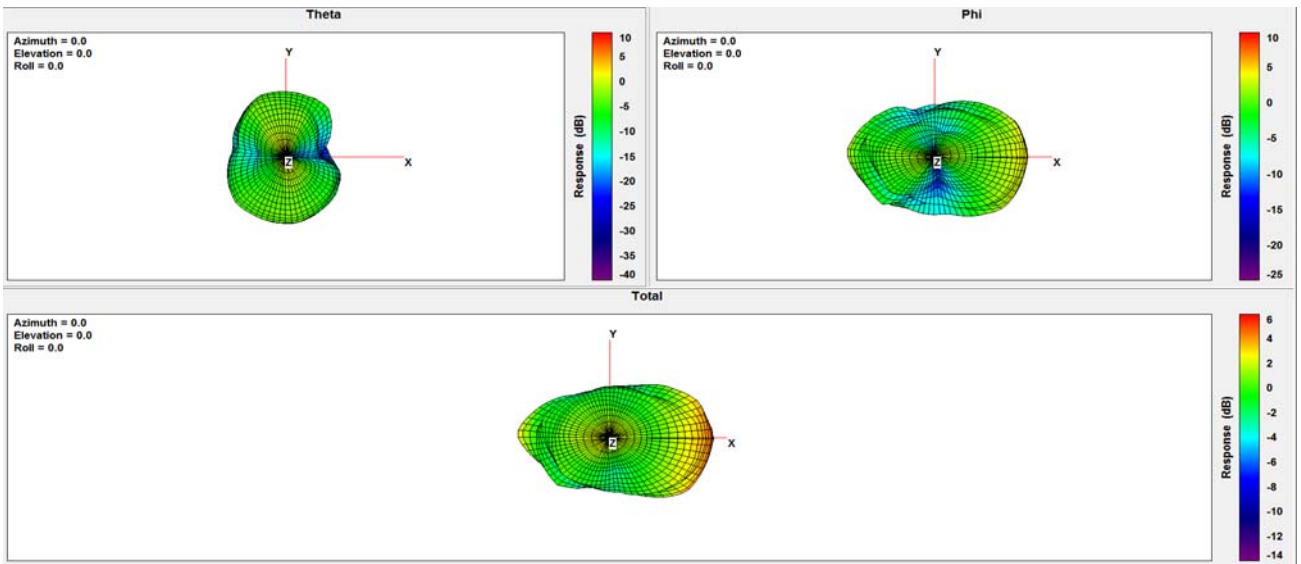 Theta
Azimuth = 0.0
Elevation = 0.0
Roll = 0.0
Y
X
Z
10
5
0
-5
-10
-15
-20
-25
-30
-35
-40
Response (dB)
Phi
Azimuth = 0.0
Elevation = 0.0
Roll = 0.0
Y
X
Z
10
5
0
-5
-10
-15
-20
-25
Response (dB)
Total
Azimuth = 0.0
Elevation = 0.0
Roll = 0.0
Y
X
Z
6
4
2
0
-2
-4
-6
-8
-10
-12
-14
Response (dB)